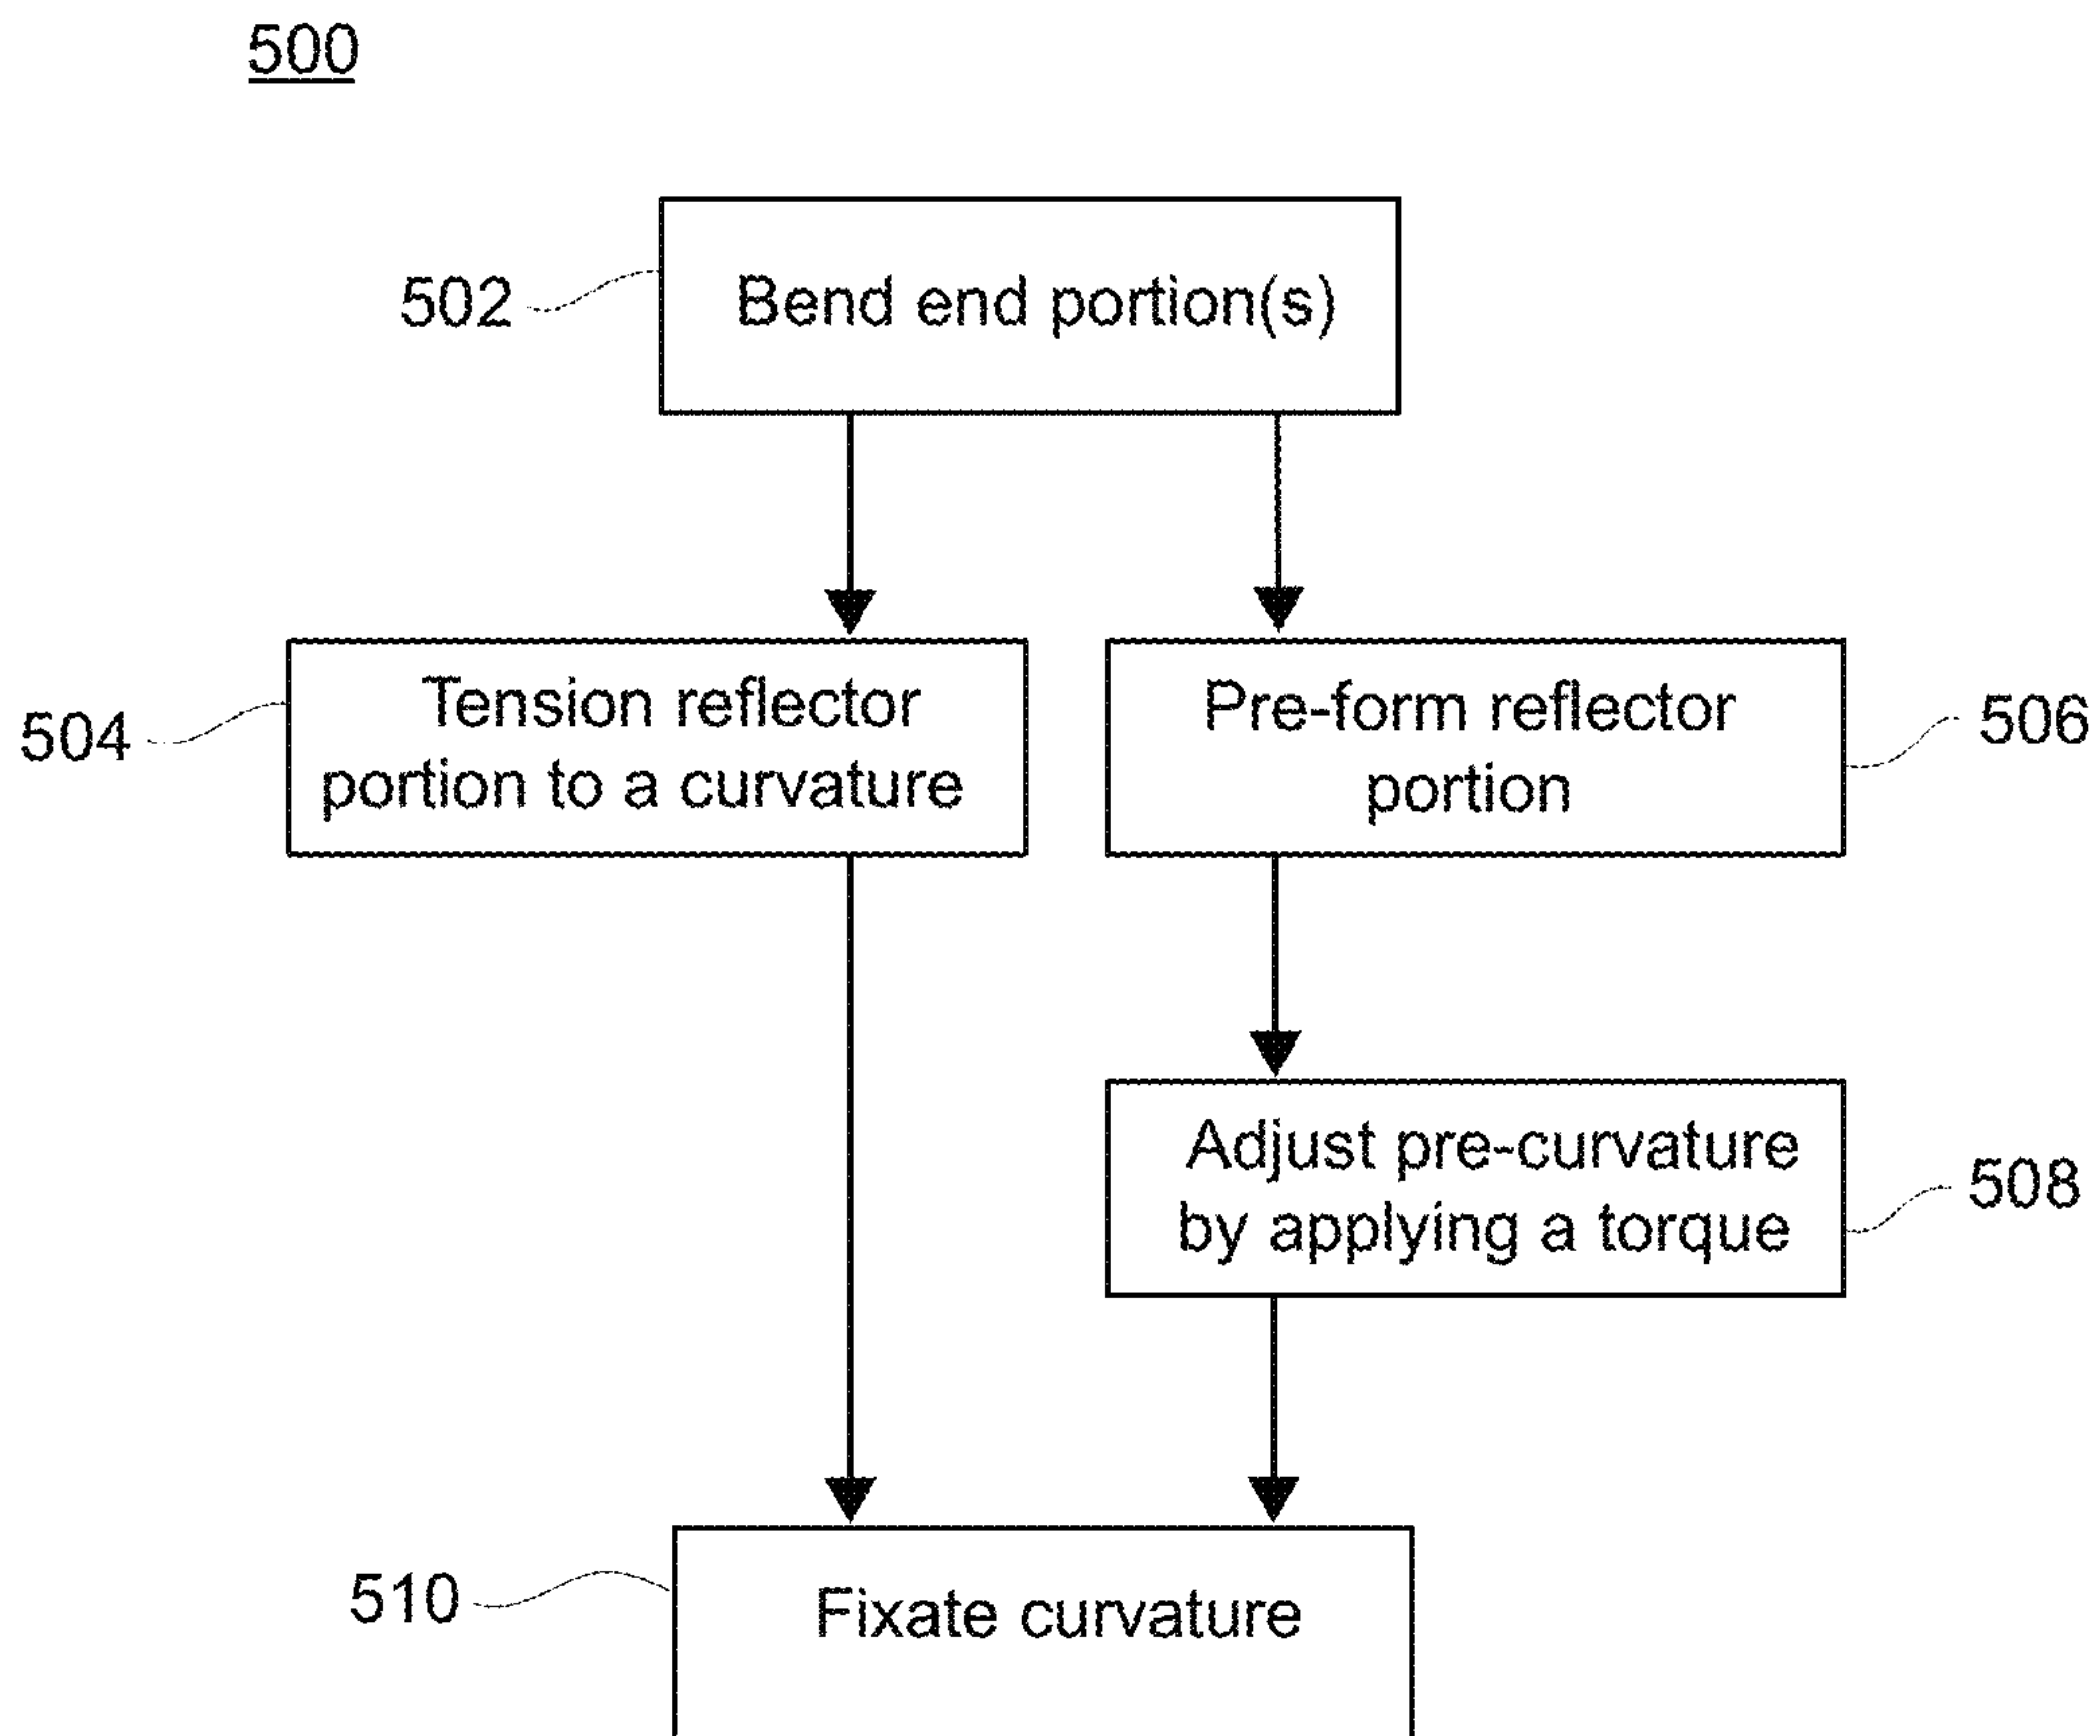 500
502
Bend end portion(s)
504
Tension reflector
portion to a curvature
Pre-form reflector
portion
506
Adjust pre-curvature
by applying a torque
508
510
Fixate curvature